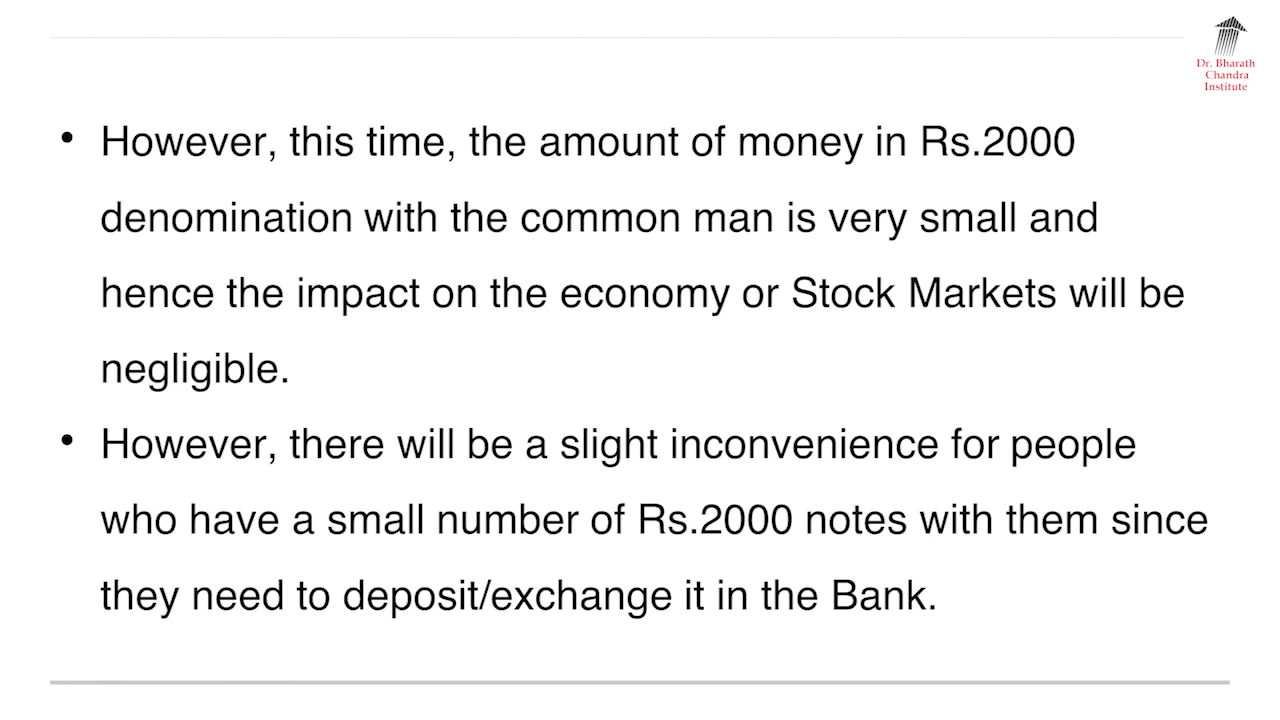 Dr. Bharath
Chandra
Institute
• However, this time, the amount of money in Rs.2000
denomination with the common man is very small and
hence the impact on the economy or Stock Markets will be
negligible.
• However, there will be a slight inconvenience for people
who have a small number of Rs.2000 notes with them since
they need to deposit/exchange it in the Bank.